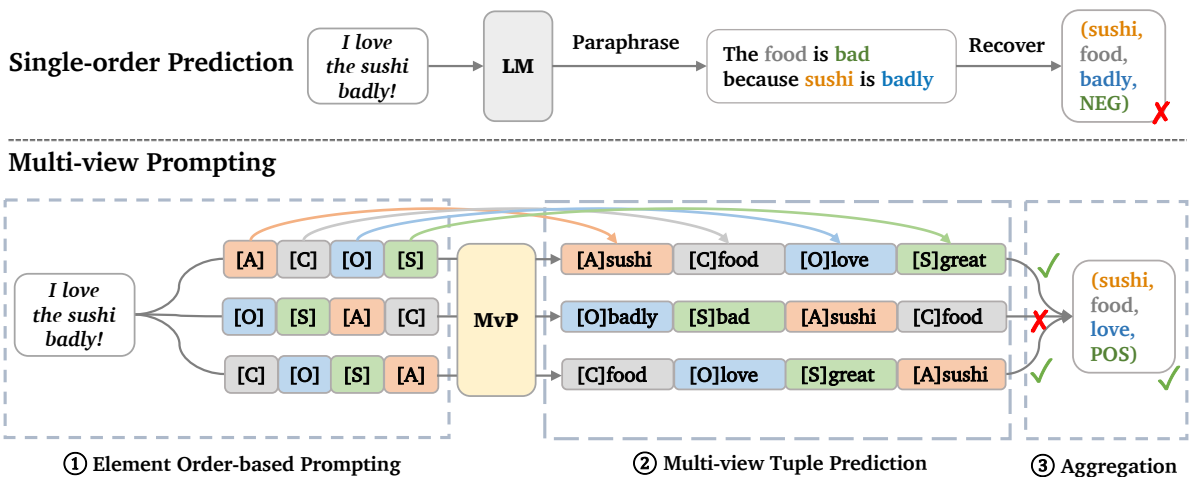 Single-order Prediction
I love
the sushi
badly!
LM
Paraphrase
The food is bad
because sushi is badly
Recover
(sushi,
food,
badly,
NEG)
Multi-view Prompting
I love
the sushi
badly!
[A] [C] [O] [S]
[O] [S] [A] [C]
[C] [O] [S] [A]
MvP
[A]sushi [C]food [O]love [S]great
[O]badly [S]bad [A]sushi [C]food
[C]food [O]love [S]great [A]sushi
(sushi,
food,
love,
POS)
① Element Order-based Prompting
② Multi-view Tuple Prediction
③ Aggregation